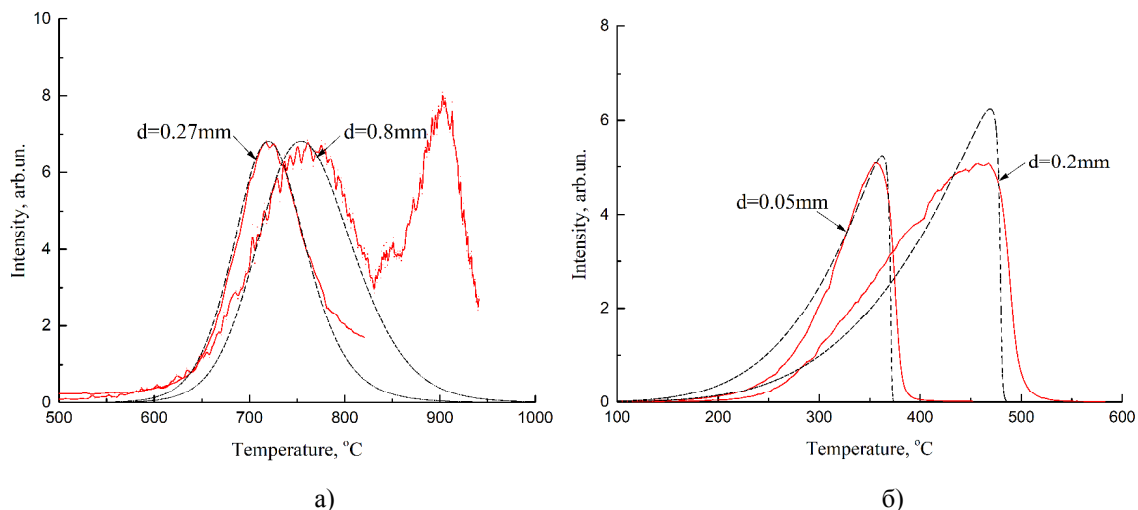 10
8
6
4
2
0
Intensity, arb.un.
d=0.27mm
d=0.8mm
500 600 700 800 900 1000
Temperature, °C
а)
8
6
4
2
0
Intensity, arb.un.
d=0.05mm
d=0.2mm
100 200 300 400 500 600
Temperature, °C
б)